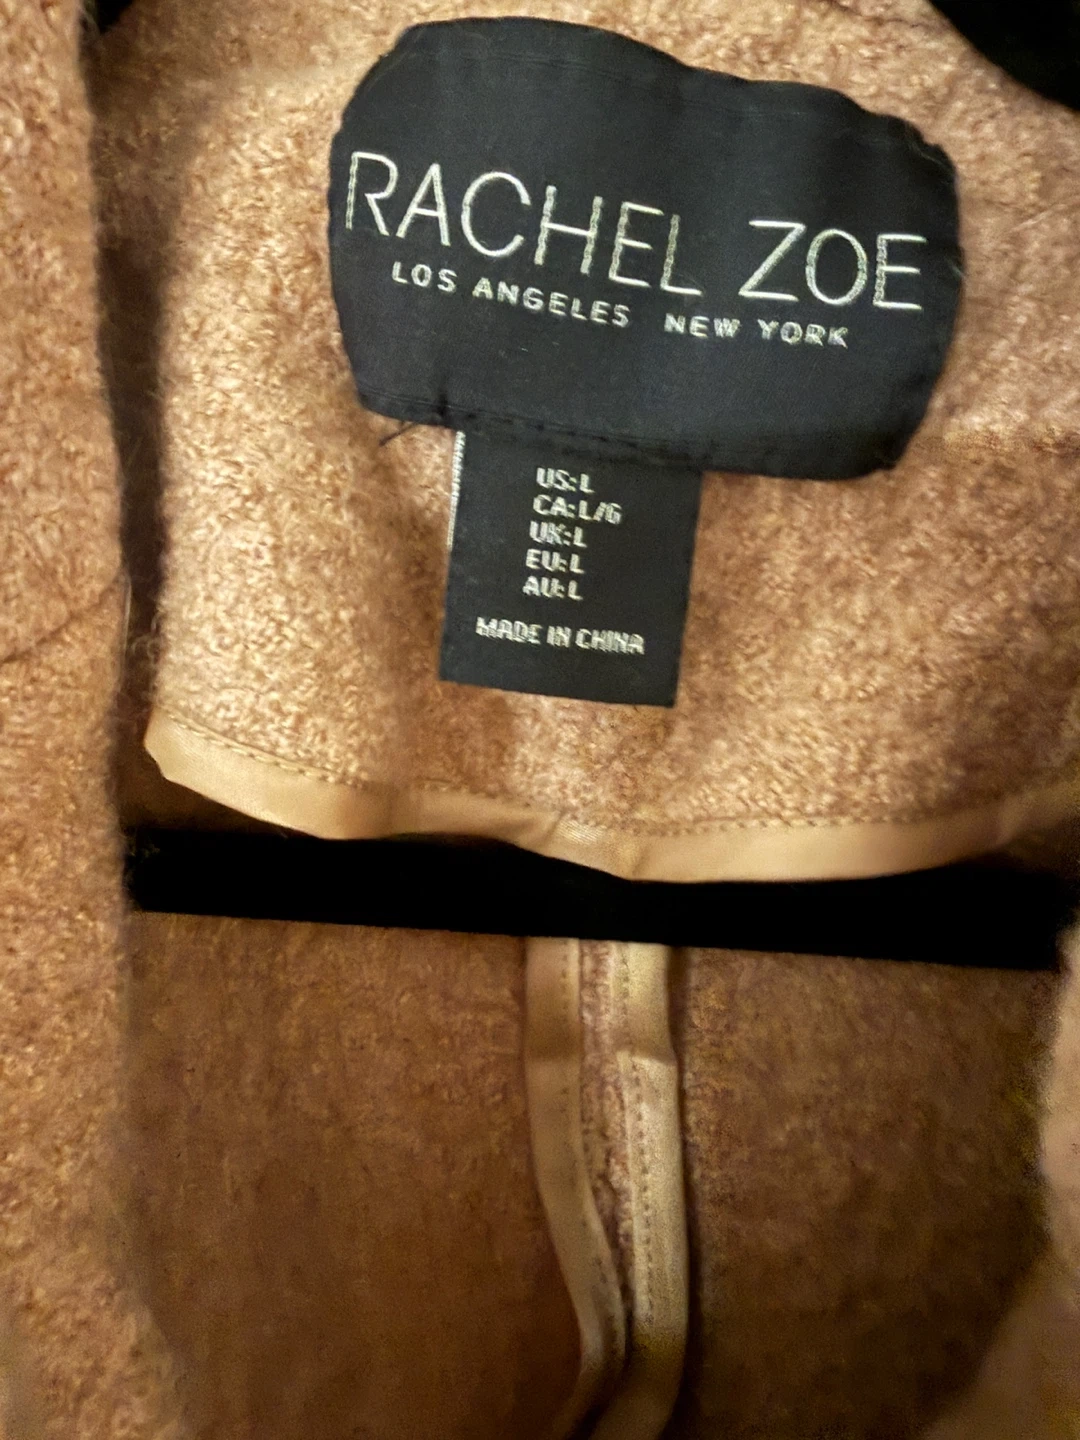 RACHEL ZOE
LOS ANGELES NEW YORK
US:L
CA:L/G
UK:L
EU:L
AU:L
MADE IN CHINA